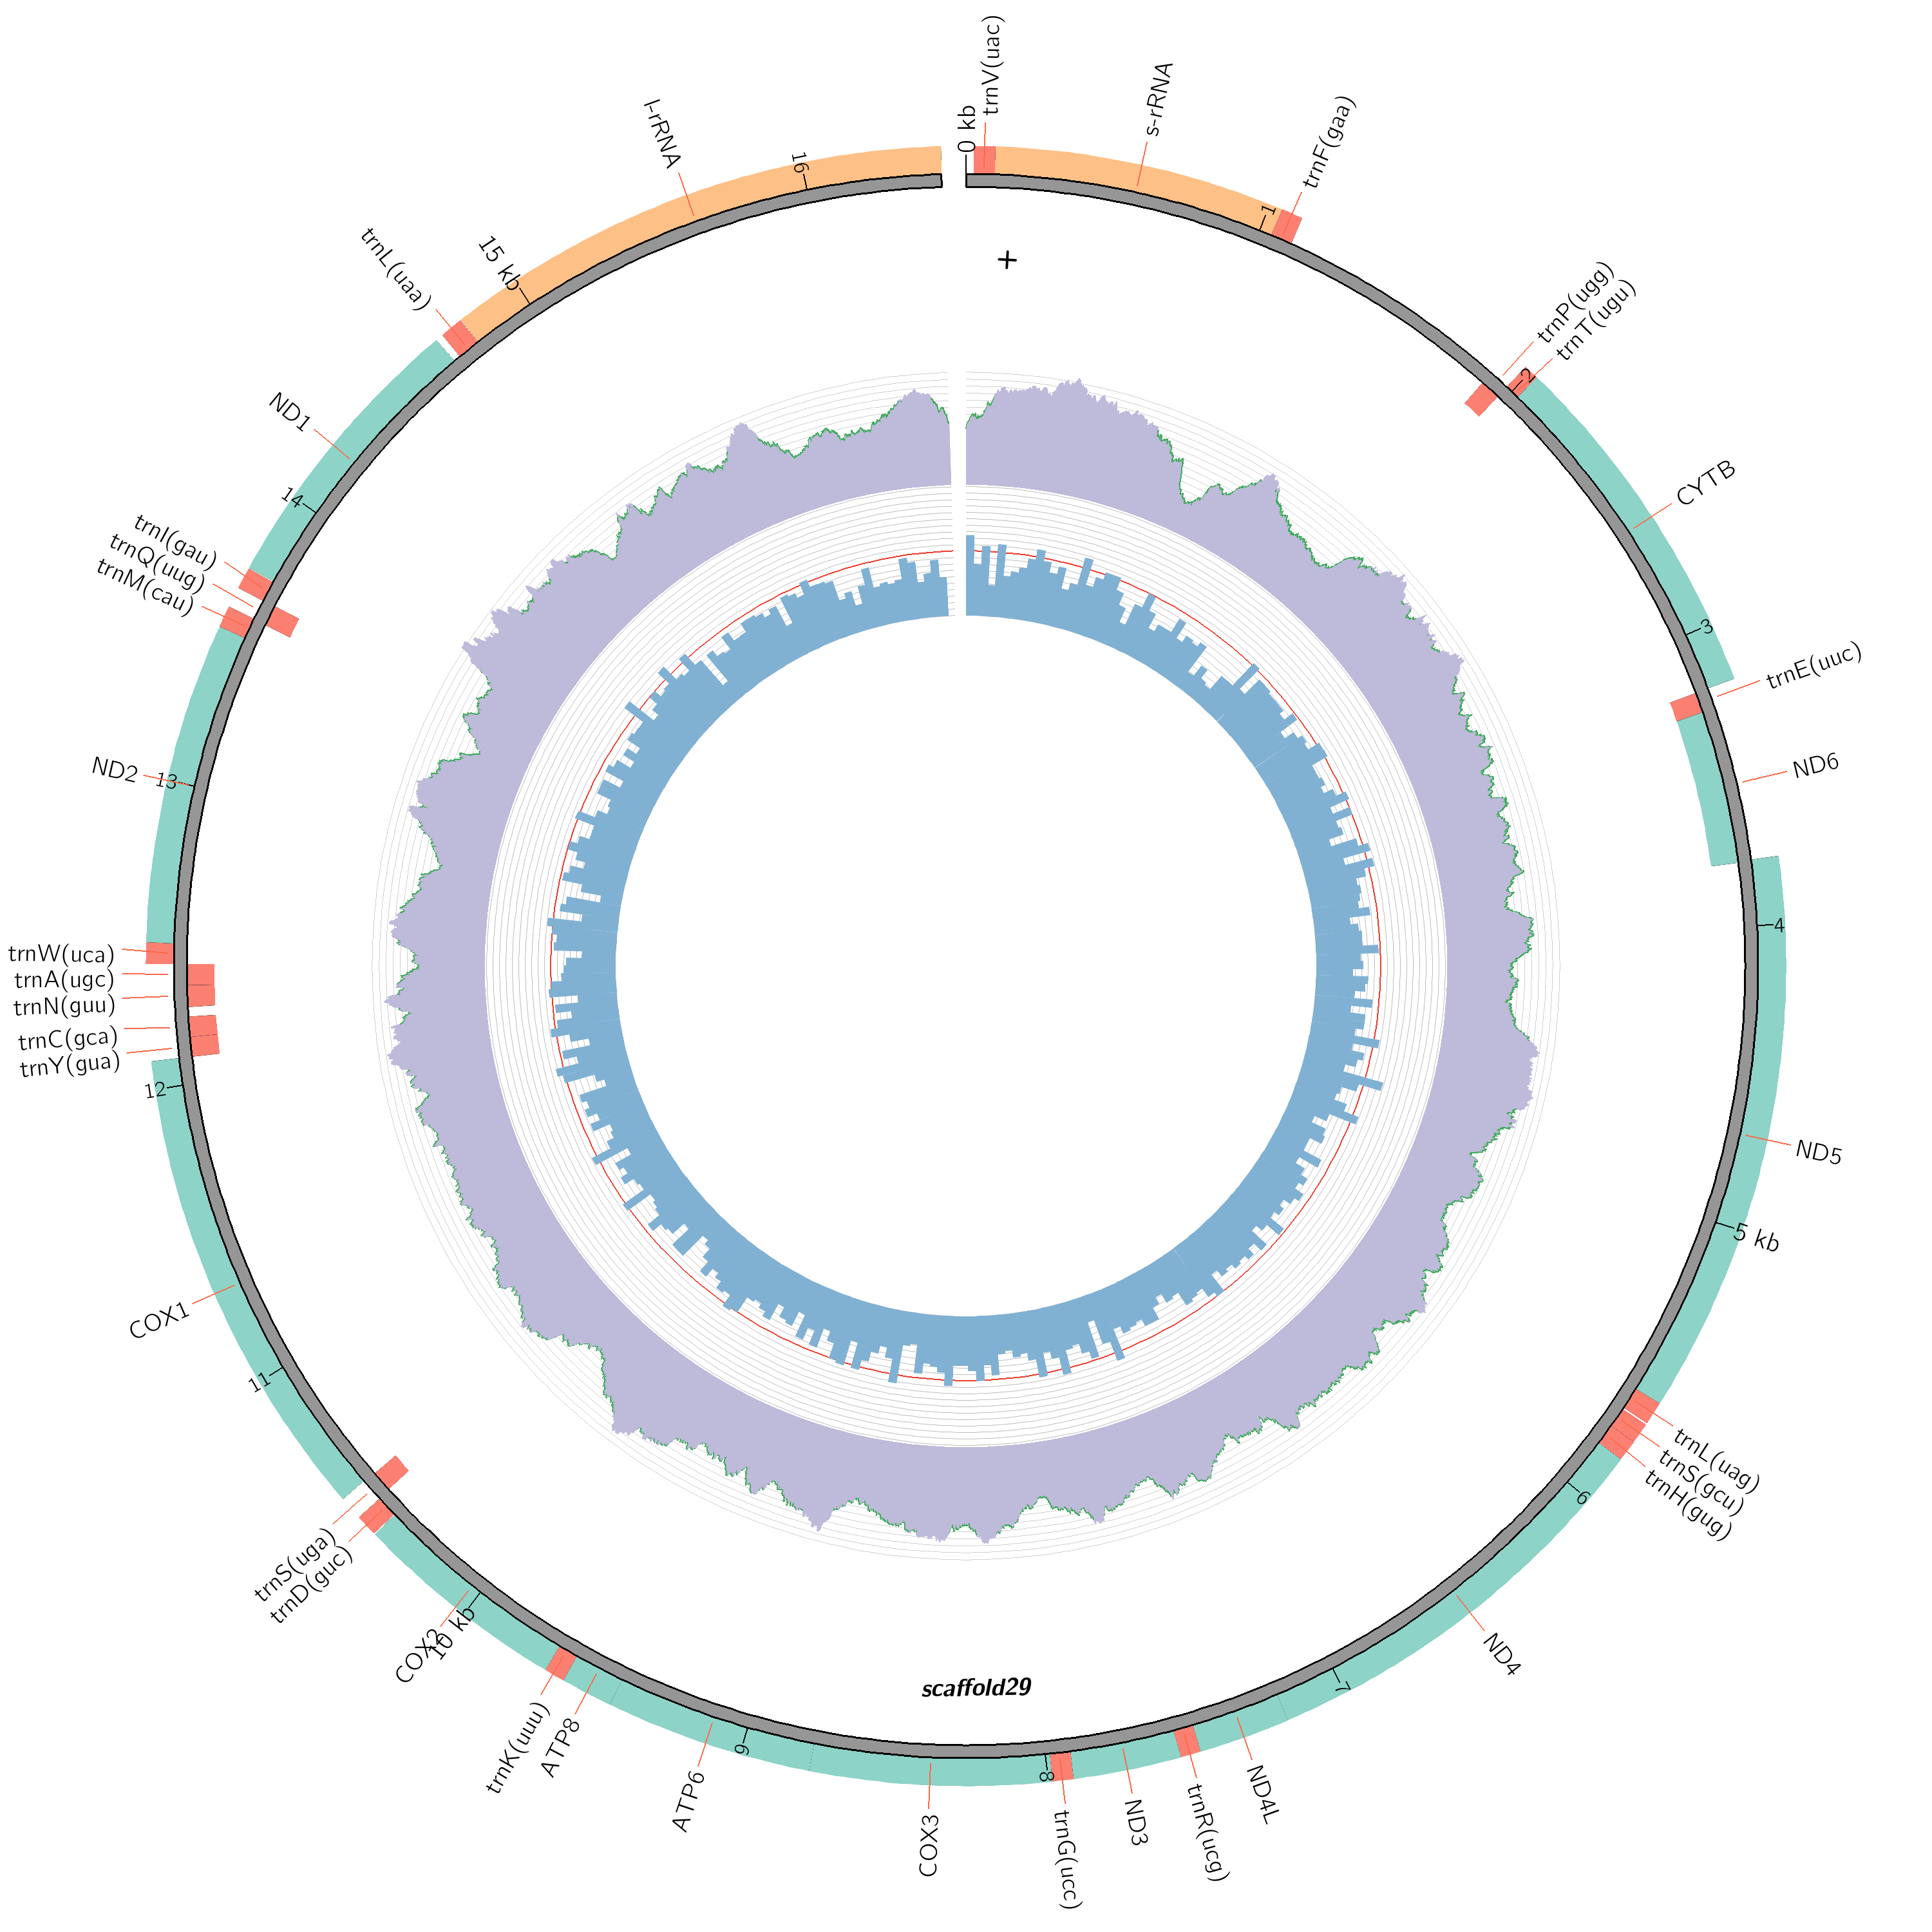 0 kb
trnV(uac)
s-rRNA
1
trnF(gaa)
trnP(ugg)
trnT(ugu)
2
CYTB
3
trnE(uuc)
ND6
4
ND5
5 kb
trnL(uag)
trnS(gcu)
trnH(gug)
6
ND4
7
ND4L
trnR(ucg)
ND3
trnG(ucc)
8
COX3
9
ATP6
ATP8
trnK(uuu)
10 kb
COX2
trnD(guc)
trnS(uga)
11
COX1
12
trnY(gua)
trnC(gca)
trnN(guu)
trnA(ugc)
trnW(uca)
13
ND2
trnM(cau)
trnQ(uug)
trnI(gau)
14
ND1
trnL(uaa)
15 kb
l-rRNA
16
+
scaffold29